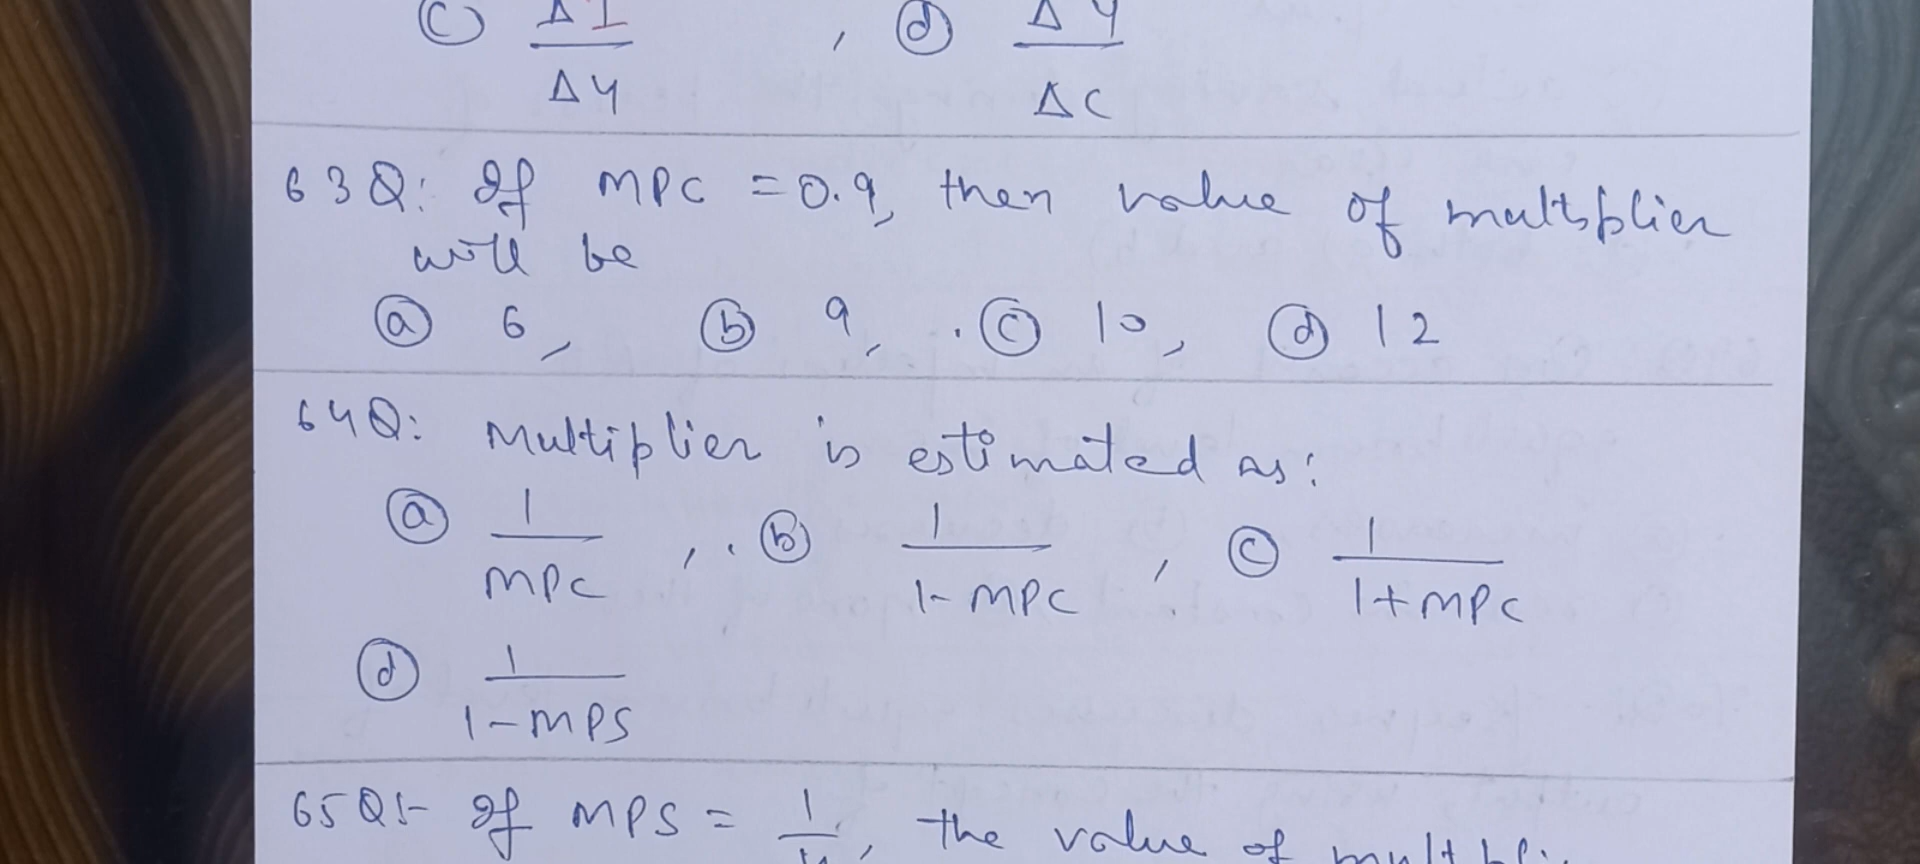 (c) ΔI/ΔY , (d) ΔY/ΔC
63Q: If MPC = 0.9, then value of multiplier
will be
(a) 6, (b) 9, .(c) 10, (d) 12
64Q: Multiplier is estimated as:
(a) 1/MPC , .(b) 1/1-MPC , (c) 1/1+MPC
(d) 1/1-MPS
65Q:- If MPS = 1/ , the value of